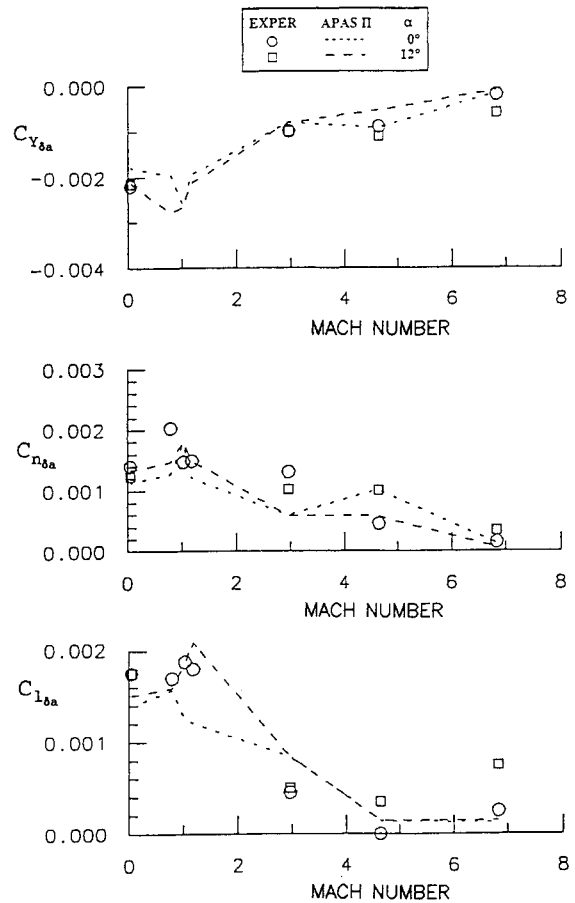 EXPER APAS II α
0°
12°
0.000
C_Yδa
-0.002
-0.004
0 2 4 6 8
MACH NUMBER
0.003
0.002
C_nδa
0.001
0.000
0 2 4 6 8
MACH NUMBER
0.002
C_lδa
0.001
0.000
0 2 4 6 8
MACH NUMBER